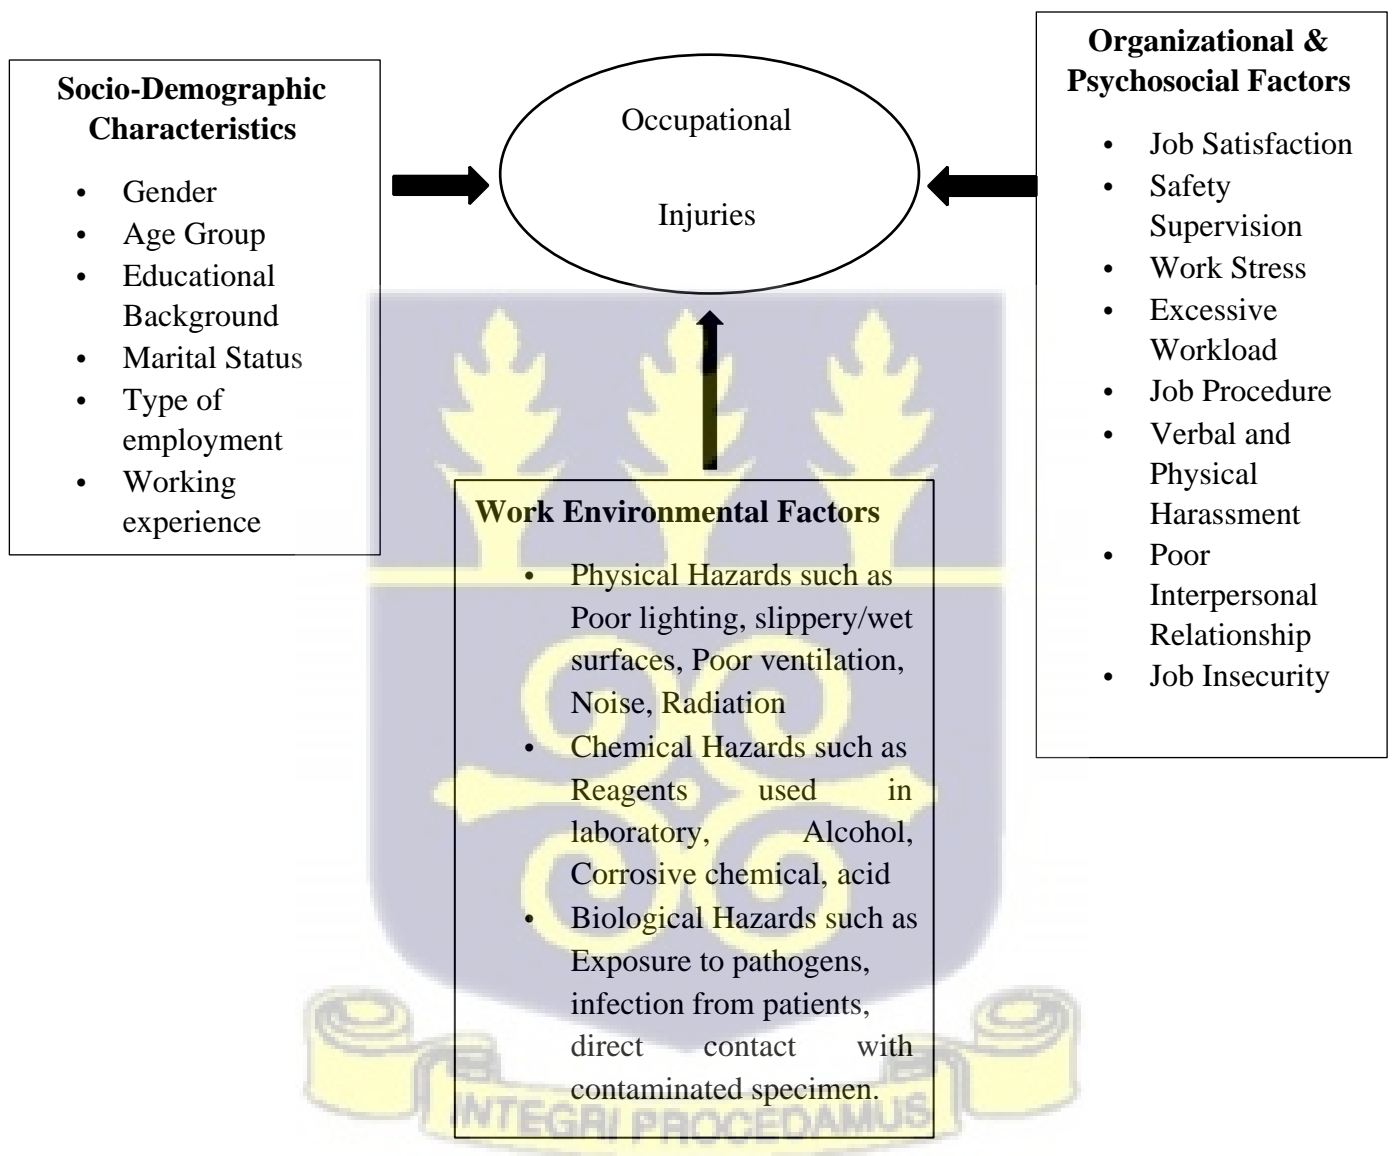 Socio-Demographic
Characteristics
• Gender
• Age Group
• Educational
Background
• Marital Status
• Type of
employment
• Working
experience
Occupational
Injuries
Organizational &
Psychosocial Factors
• Job Satisfaction
• Safety
Supervision
• Work Stress
• Excessive
Workload
• Job Procedure
• Verbal and
Physical
Harassment
• Poor
Interpersonal
Relationship
• Job Insecurity
Work Environmental Factors
• Physical Hazards such as
Poor lighting, slippery/wet
surfaces, Poor ventilation,
Noise, Radiation
• Chemical Hazards such as
Reagents used in
laboratory, Alcohol,
Corrosive chemical, acid
• Biological Hazards such as
Exposure to pathogens,
infection from patients,
direct contact with
contaminated specimen.
INTEGRI PROCEDAMUS